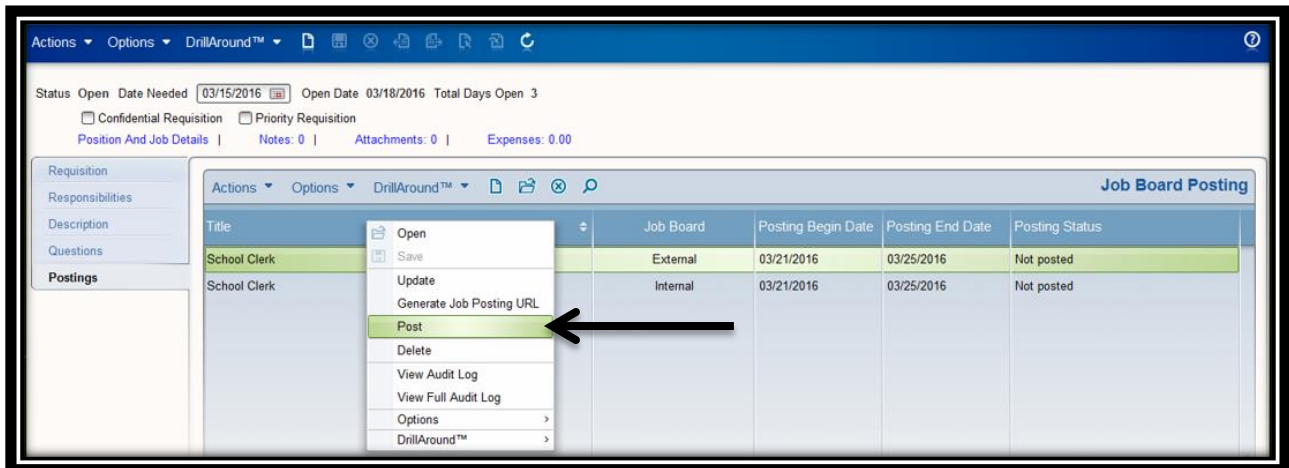 Actions Options DrillAround™
Status Open Date Needed 03/15/2016 Open Date 03/18/2016 Total Days Open 3
Confidential Requisition Priority Requisition
Position And Job Details | Notes: 0 | Attachments: 0 | Expenses: 0.00
Requisition
Responsibilities
Description
Questions
Postings
Actions Options DrillAround™ Job Board Posting
Title Job Board Posting Begin Date Posting End Date Posting Status
School Clerk External 03/21/2016 03/25/2016 Not posted
School Clerk Internal 03/21/2016 03/25/2016 Not posted
Open
Save
Update
Generate Job Posting URL
Post
Delete
View Audit Log
View Full Audit Log
Options
DrillAround™